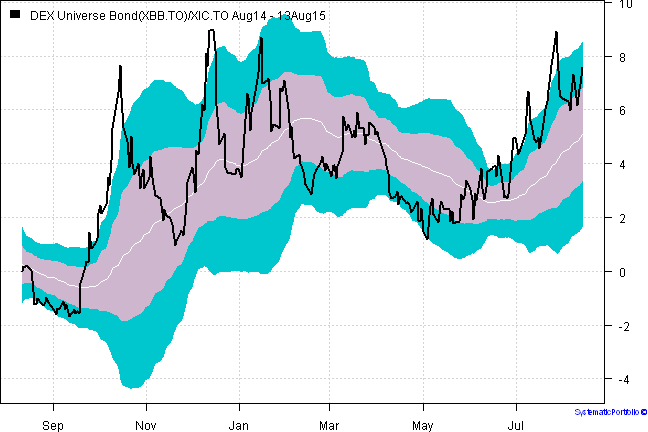 DEX Universe Bond(XBB.TO)/XIC.TO Aug14 - 13Aug15
10
8
6
4
2
0
-2
-4
Sep Nov Jan Mar May Jul
SystematicPortfolio ©